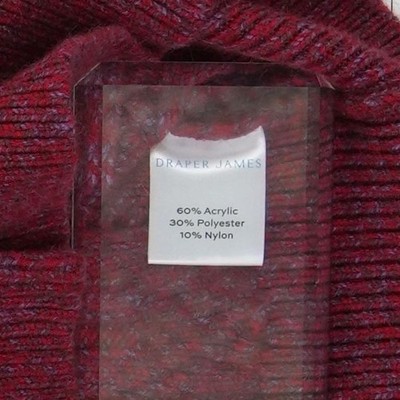 DRAPER JAMES
60% Acrylic
30% Polyester
10% Nylon